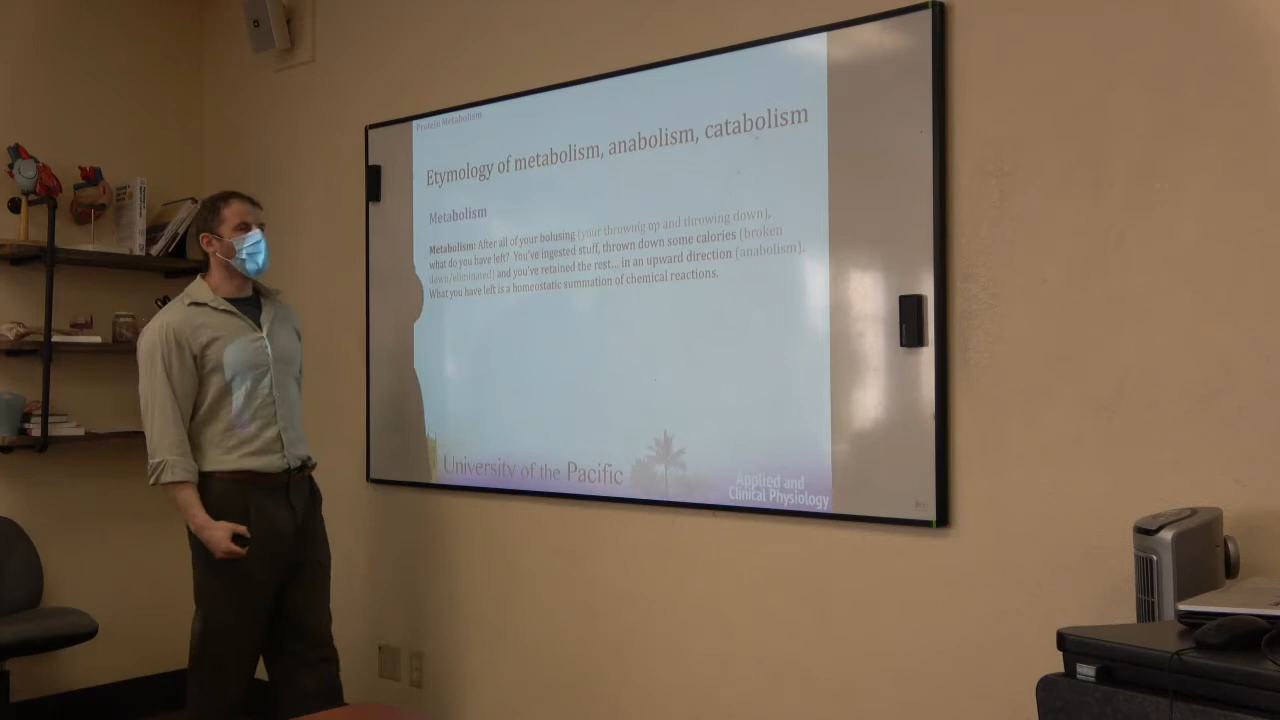 Protein Metabolism
Etymology of metabolism, anabolism, catabolism
Metabolism
Metabolism: After all of your bolusing (your throwing up and throwing down),
what do you have left? You've ingested stuff, thrown down some calories (broken
down/eliminated) and you've retained the rest... in an upward direction (anabolism).
What you have left is a homeostatic summation of chemical reactions.
University of the Pacific
Applied and
Clinical Physiology